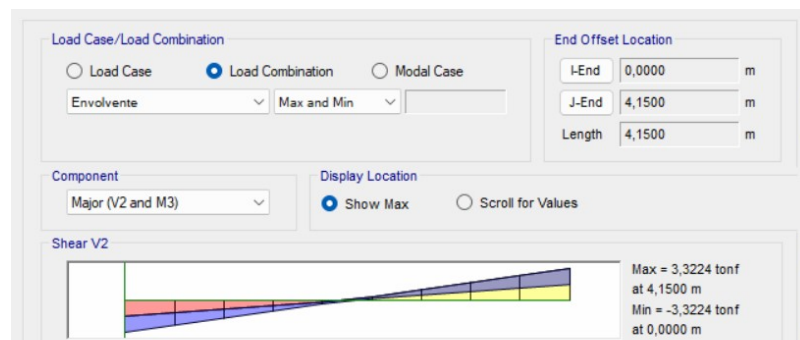 Load Case/Load Combination
Load Case Load Combination Modal Case
Envolvente Max and Min
End Offset Location
I-End 0,0000 m
J-End 4,1500 m
Length 4,1500 m
Component
Major (V2 and M3)
Display Location
Show Max Scroll for Values
Shear V2
Max = 3,3224 tonf
at 4,1500 m
Min = -3,3224 tonf
at 0,0000 m